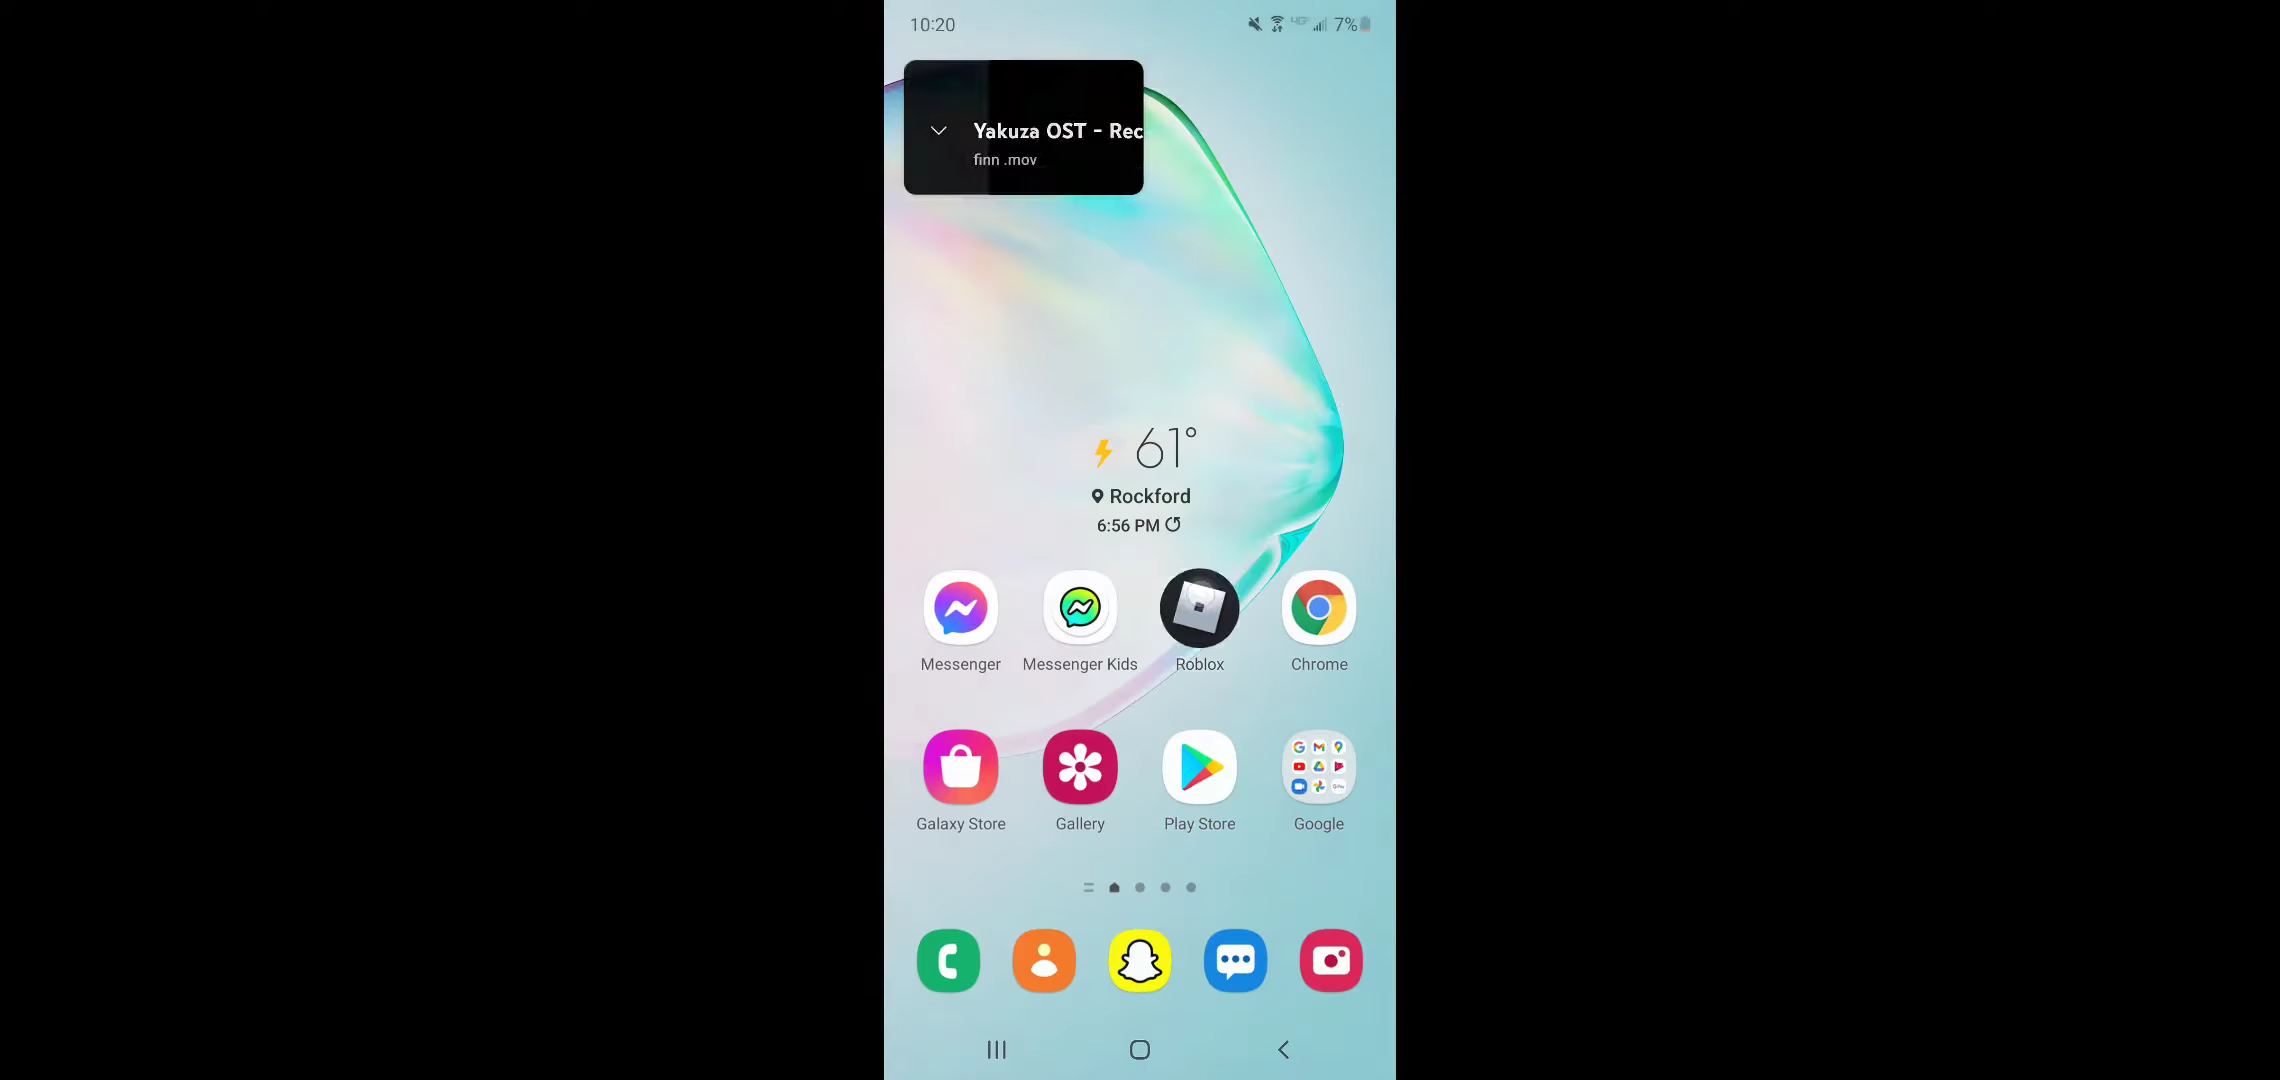 10:20
4G 7%
Yakuza OST - Rec
finn .mov
61°
Rockford
6:56 PM
Messenger Messenger Kids Roblox Chrome
Galaxy Store Gallery Play Store Google